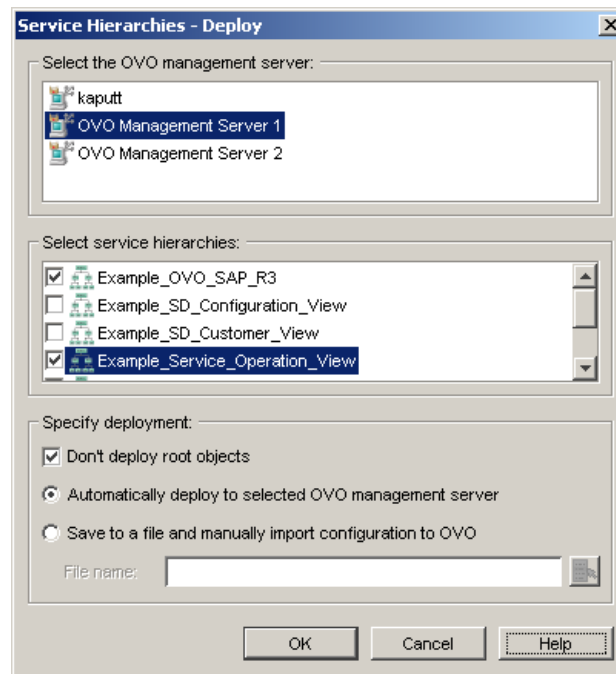 Service Hierarchies - Deploy
Select the OVO management server:
kaputt
OVO Management Server 1
OVO Management Server 2
Select service hierarchies:
Example_OVO_SAP_R3
Example_SD_Configuration_View
Example_SD_Customer_View
Example_Service_Operation_View
Specify deployment:
Don't deploy root objects
Automatically deploy to selected OVO management server
Save to a file and manually import configuration to OVO
File name:
OK Cancel Help